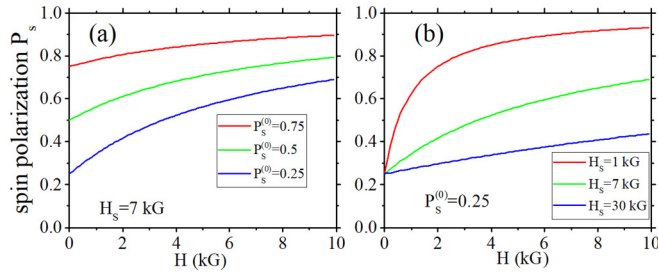 spin polarization P_s
1.0
0.8
0.6
0.4
0.2
0.0
(a)
P_S^(0)=0.75
P_S^(0)=0.5
P_S^(0)=0.25
H_S=7 kG
0 2 4 6 8 10
H (kG)
1.0
0.8
0.6
0.4
0.2
0.0
(b)
H_S=1 kG
H_S=7 kG
H_S=30 kG
P_S^(0)=0.25
0 2 4 6 8 10
H (kG)